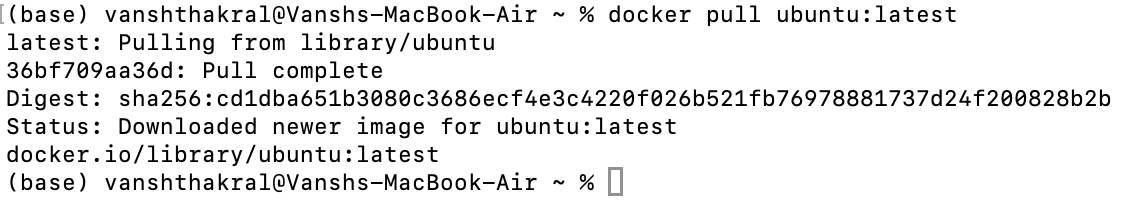 (base) vanshthakral@Vanshs-MacBook-Air ~ % docker pull ubuntu:latest
latest: Pulling from library/ubuntu
36bf709aa36d: Pull complete
Digest: sha256:cd1dba651b3080c3686ecf4e3c4220f026b521fb76978881737d24f200828b2b
Status: Downloaded newer image for ubuntu:latest
docker.io/library/ubuntu:latest
(base) vanshthakral@Vanshs-MacBook-Air ~ %